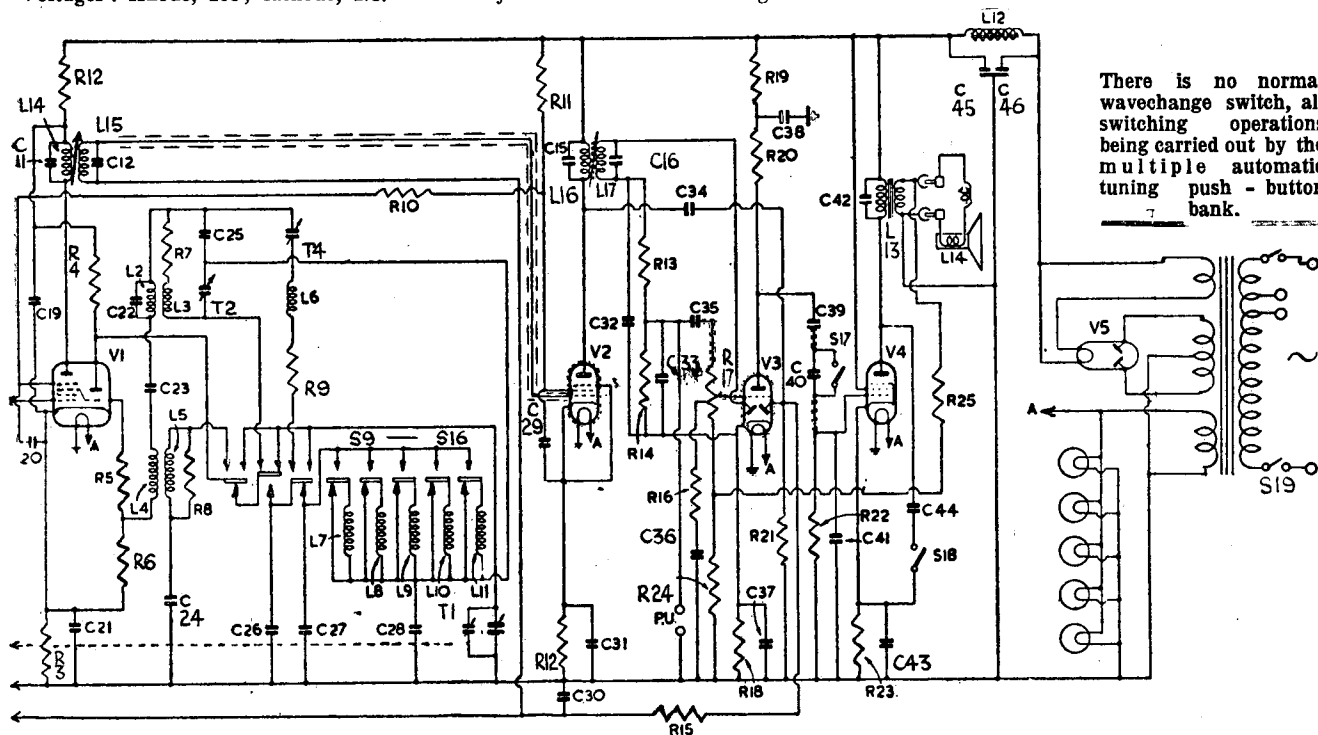 L12
R12
R19
There is no norma
C 45
C 46
wavechange switch, al
L14
R11
switching operations
L15
C38
being carried out by the
C 11
C12
C15
C16
R20
multiple automatic
L16
L17
C42
tuning push - button
bank.
R10
C34
L 13
R4
R7
C25
T4
L14
L2
R13
C22
L3
T2
L6
C19
C32
C35
C39
S17
V5
V1
V2
V3
V4
C33
R17
C40
C23
R9
R25
C29
A
L5
S9 — S16
R14
A
A
A
20
R5
L4
R8
R16
R22
C44
S19
R6
L7
C36
R21
C41
S18
L8
L9
L10
L11
R24
C 24
T1
P.U.
C37
C21
C26
C27
C28
R3
R12
C31
C43
R18
R23
C30
R15